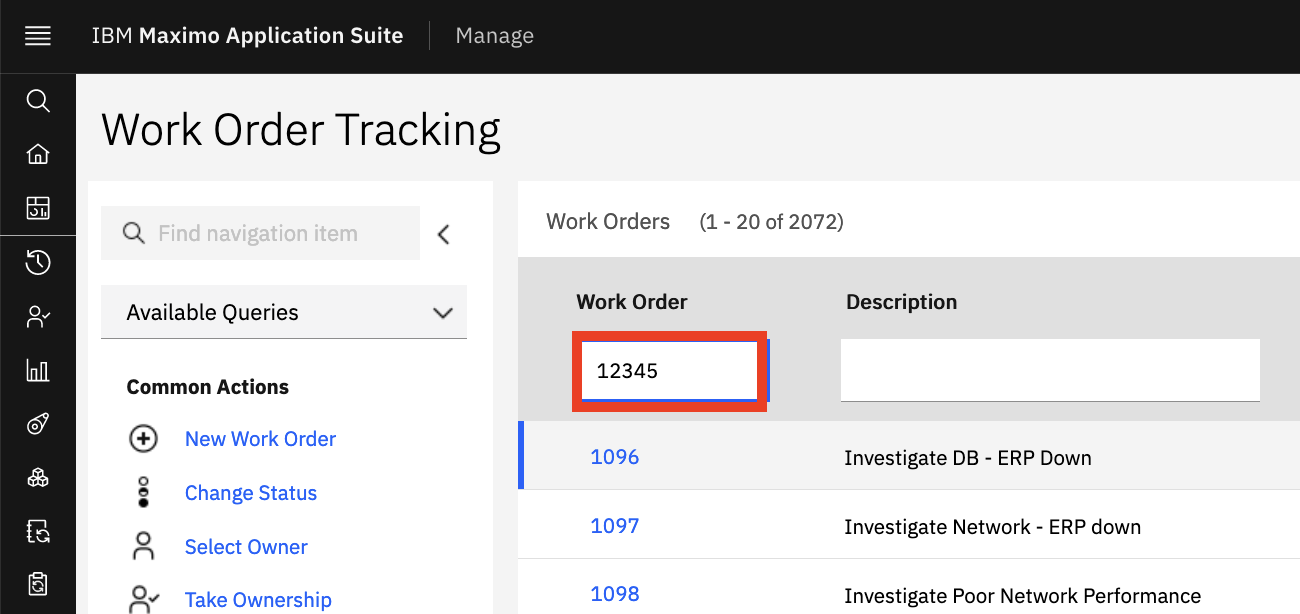 IBM Maximo Application Suite Manage
Work Order Tracking
Find navigation item
Available Queries
Common Actions
New Work Order
Change Status
Select Owner
Take Ownership
Work Orders (1 - 20 of 2072)
Work Order Description
12345
1096 Investigate DB - ERP Down
1097 Investigate Network - ERP down
1098 Investigate Poor Network Performance